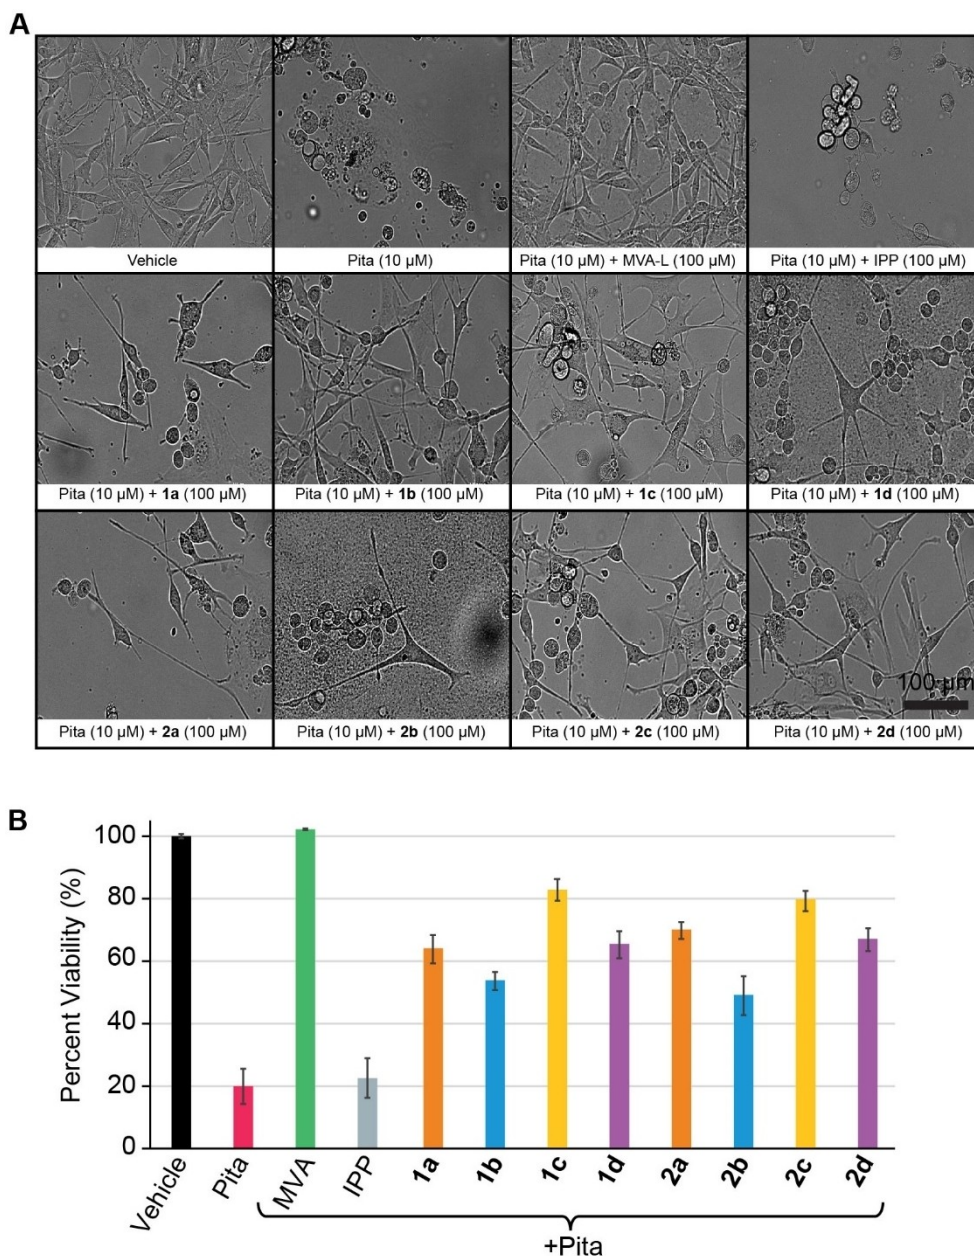 A
Vehicle
Pita (10 µM)
Pita (10 µM) + MVA-L (100 µM)
Pita (10 µM) + IPP (100 µM)
Pita (10 µM) + 1a (100 µM)
Pita (10 µM) + 1b (100 µM)
Pita (10 µM) + 1c (100 µM)
Pita (10 µM) + 1d (100 µM)
100 µm
Pita (10 µM) + 2a (100 µM)
Pita (10 µM) + 2b (100 µM)
Pita (10 µM) + 2c (100 µM)
Pita (10 µM) + 2d (100 µM)
B
Percent Viability (%)
100
80
60
40
20
0
Vehicle
Pita
MVA
IPP
1a
1b
1c
1d
2a
2b
2c
2d
+Pita